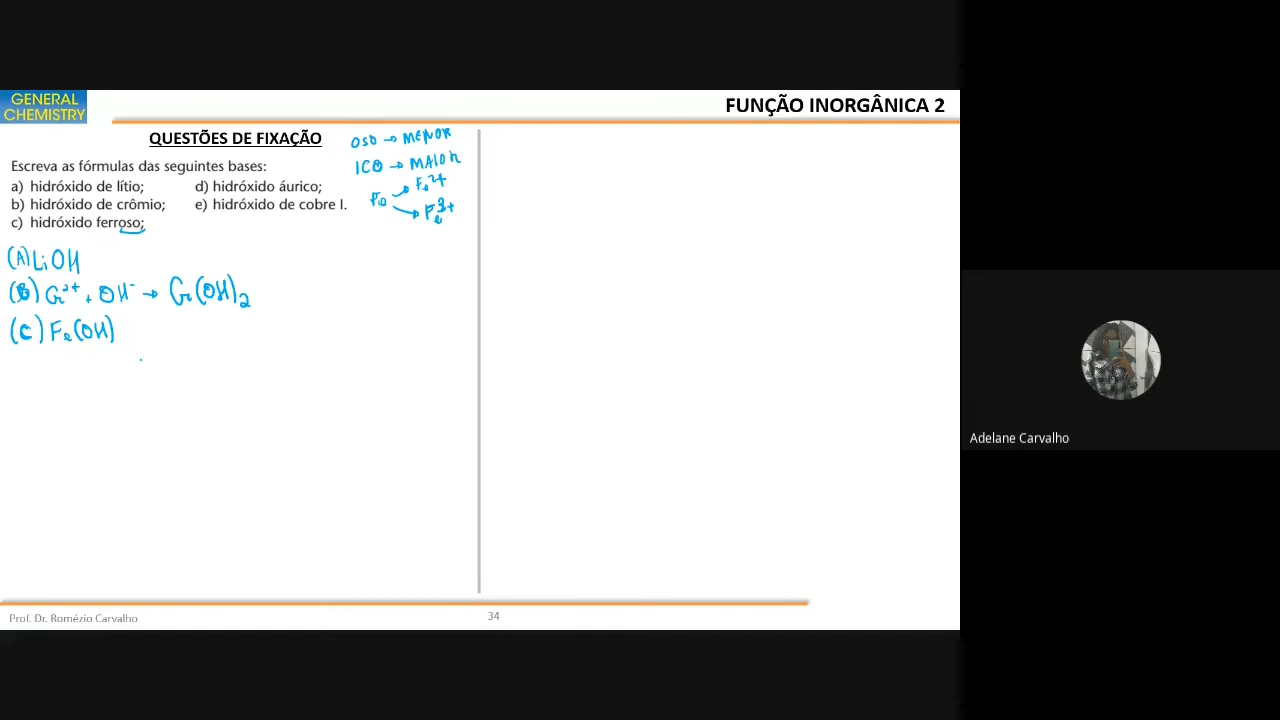 GENERAL
CHEMISTRY
FUNÇÃO INORGÂNICA 2
QUESTÕES DE FIXAÇÃO
Escreva as fórmulas das seguintes bases:
a) hidróxido de lítio;
b) hidróxido de crômio;
c) hidróxido ferroso;
d) hidróxido áurico;
e) hidróxido de cobre I.
OSO → MENOR
ICO → MAIOR
Fe → Fe2+
→ Fe3+
(A) LiOH
(B) Cr2+ + OH- → Cr(OH)2
(C) Fe(OH)
Prof. Dr. Romézio Carvalho
34
Adelane Carvalho